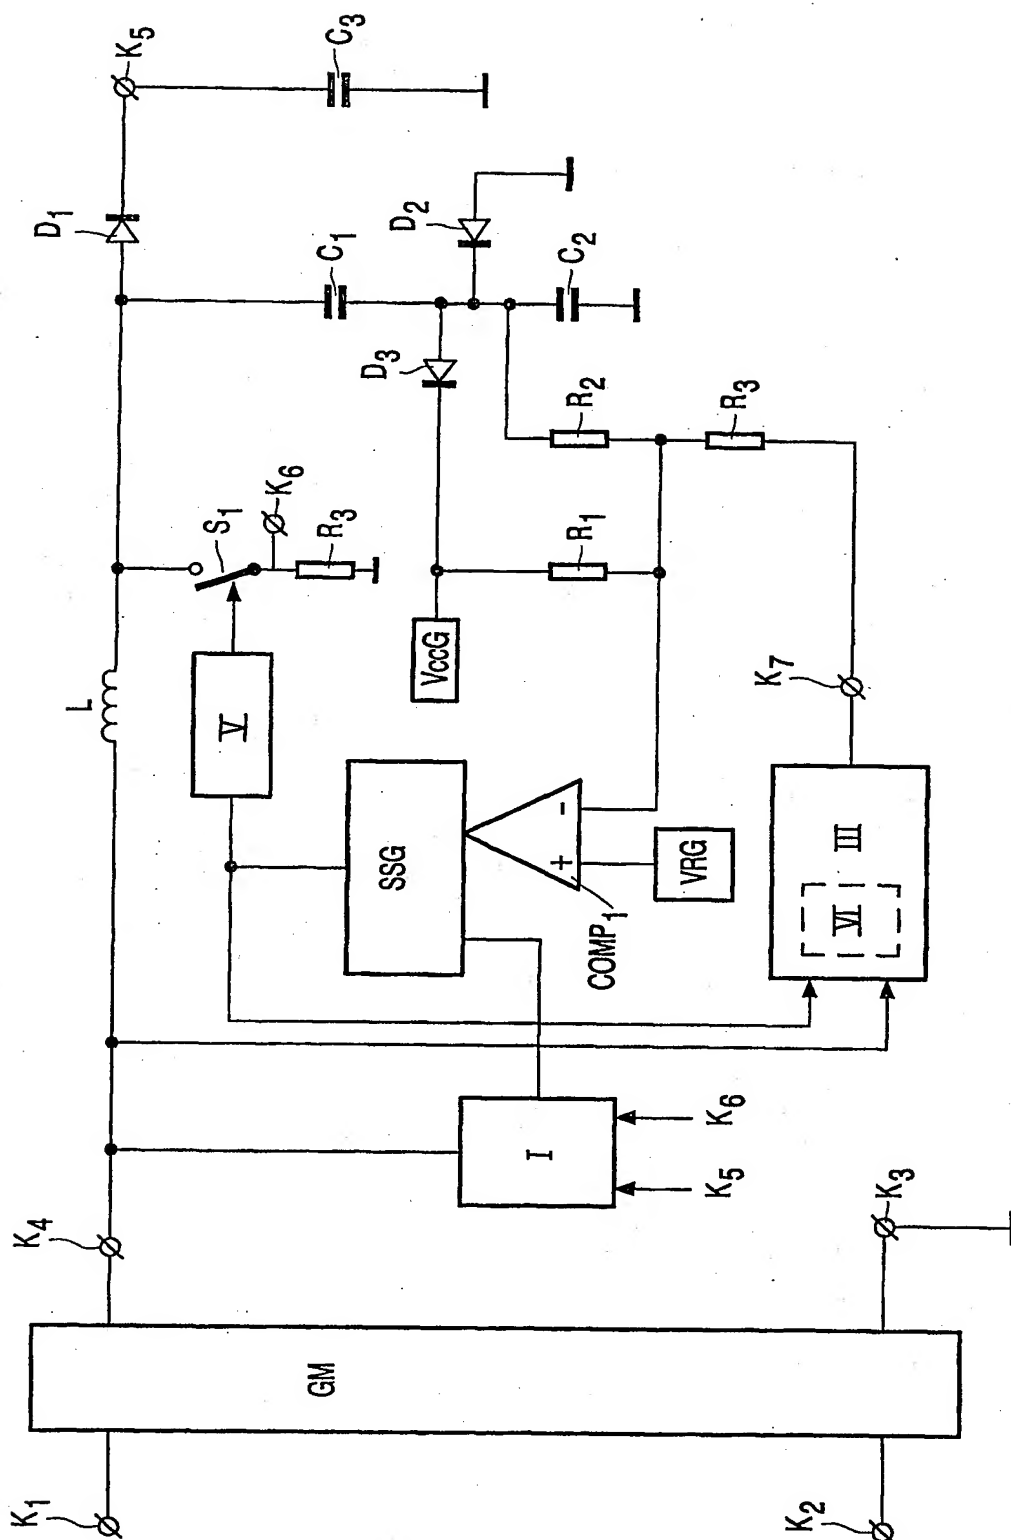 K1
K2
GM
K4
K3
I
K5
K6
L
V
S1
K6
R3
SSG
COMP1
+
-
VRG
VccG
III
VI
K7
R1
R2
R3
D3
D2
C1
C2
D1
K5
C3